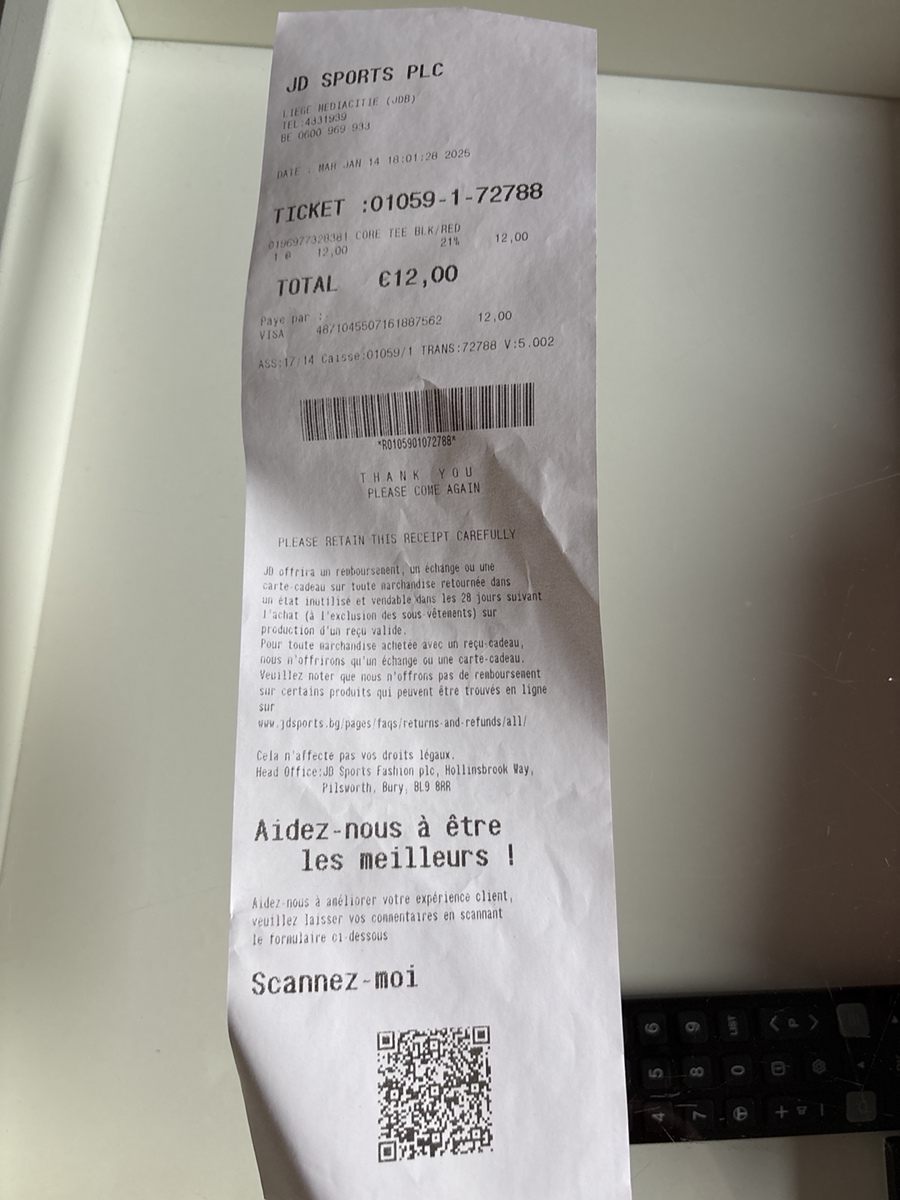 JD SPORTS PLC
LIEGE MEDIACITIE (JDB)
TEL:4331939
BE 0600 969 933
DATE : MAR JAN 14 18:01:28 2025
TICKET :01059-1-72788
0196977328381 CORE TEE BLK/RED
1 @ 12,00 21% 12,00
TOTAL €12,00
Paye par :
VISA 48/1045507161887562 12,00
ASS:17/14 Caisse:01059/1 TRANS:72788 V:5.002
*R0105901072788*
THANK YOU
PLEASE COME AGAIN
PLEASE RETAIN THIS RECEIPT CAREFULLY
JD offrira un remboursement, un échange ou une
carte-cadeau sur toute marchandise retournée dans
un état inutilisé et vendable dans les 28 jours suivant
l'achat (à l'exclusion des sous-vêtements) sur
production d'un reçu valide.
Pour toute marchandise achetée avec un reçu-cadeau,
nous n'offrirons qu'un échange ou une carte-cadeau.
Veuillez noter que nous n'offrons pas de remboursement
sur certains produits qui peuvent être trouvés en ligne
sur
www.jdsports.bg/pages/faqs/returns-and-refunds/all/
Cela n'affecte pas vos droits légaux.
Head Office:JD Sports Fashion plc, Hollinsbrook Way,
Pilsworth, Bury, BL9 8RR
Aidez-nous à être
les meilleurs !
Aidez-nous à améliorer votre expérience client,
veuillez laisser vos commentaires en scannant
le formulaire ci-dessous
Scannez-moi
6 9 LIST < P >
5 8 0
4 7 + -